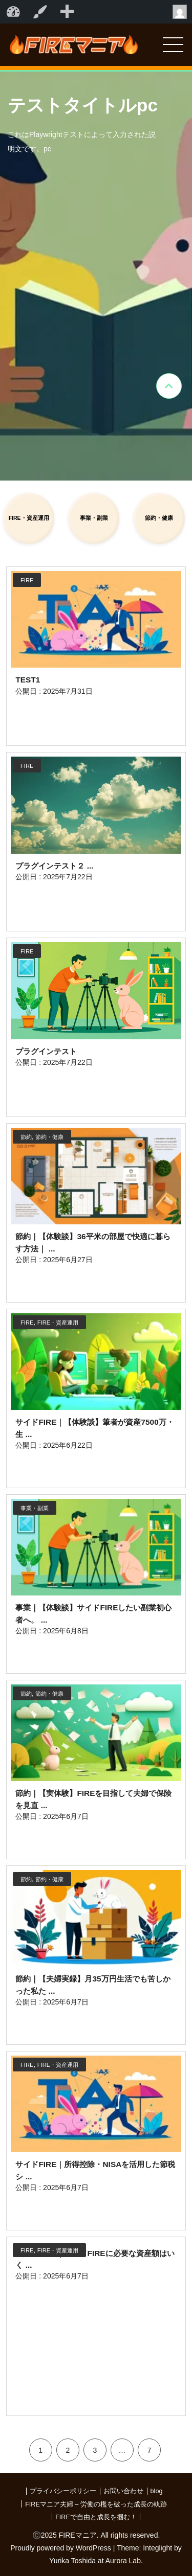 FIREマニア
テストタイトルpc
これはPlaywrightテストによって入力された説
明文です。pc
FIRE・資産運用
事業・副業
節約・健康
FIRE
TEST1
公開日 : 2025年7月31日
FIRE
プラグインテスト２ ...
公開日 : 2025年7月22日
FIRE
プラグインテスト
公開日 : 2025年7月22日
節約, 節約・健康
節約｜【体験談】36平米の部屋で快適に暮ら
す方法｜ ...
公開日 : 2025年6月27日
FIRE, FIRE・資産運用
サイドFIRE｜【体験談】筆者が資産7500万・
生 ...
公開日 : 2025年6月22日
事業・副業
事業｜【体験談】サイドFIREしたい副業初心
者へ。 ...
公開日 : 2025年6月8日
節約, 節約・健康
節約｜【実体験】FIREを目指して夫婦で保険
を見直 ...
公開日 : 2025年6月7日
節約, 節約・健康
節約｜【夫婦実録】月35万円生活でも苦しか
った私た ...
公開日 : 2025年6月7日
FIRE, FIRE・資産運用
サイドFIRE｜所得控除・NISAを活用した節税
シ ...
公開日 : 2025年6月7日
FIRE, FIRE・資産運用
FIREに必要な資産額はい
く ...
公開日 : 2025年6月7日
1 2 3 … 7
プライバシーポリシー | お問い合わせ | blog
| FIREマニア夫婦 – 労働の檻を破った成長の軌跡
| FIREで自由と成長を掴む！ |
Ⓒ2025 FIREマニア. All rights reserved.
Proudly powered by WordPress | Theme: Integlight by
Yurika Toshida at Aurora Lab.